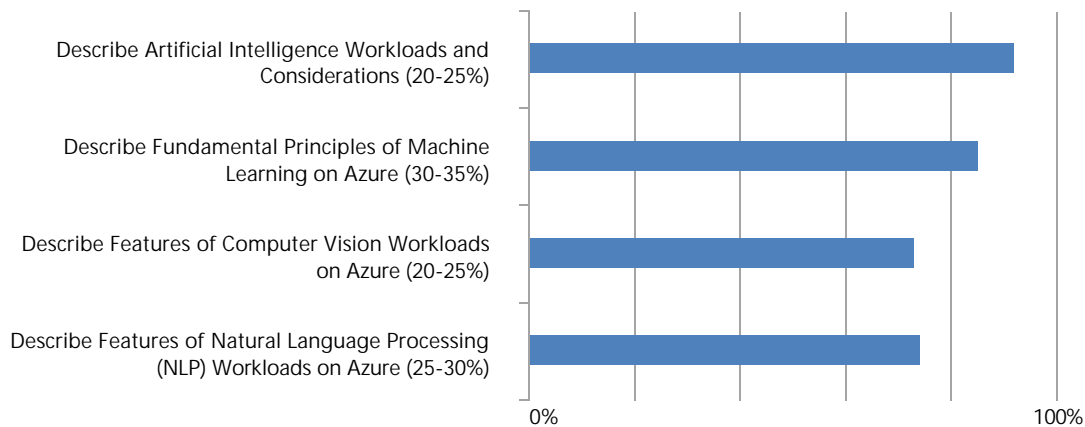 Describe Artificial Intelligence Workloads and
Considerations (20-25%)
Describe Fundamental Principles of Machine
Learning on Azure (30-35%)
Describe Features of Computer Vision Workloads
on Azure (20-25%)
Describe Features of Natural Language Processing
(NLP) Workloads on Azure (25-30%)
0% 100%